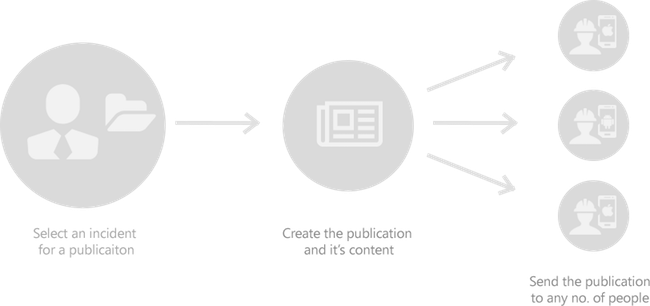 Select an incident
for a publicaiton
Create the publication
and it's content
Send the publication
to any no. of people